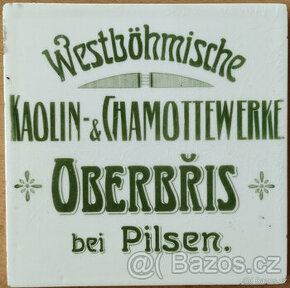 Westböhmische
KAOLIN- & CHAMOTTEWERKE
OBERBŘIS
bei Pilsen.
Bazos.cz